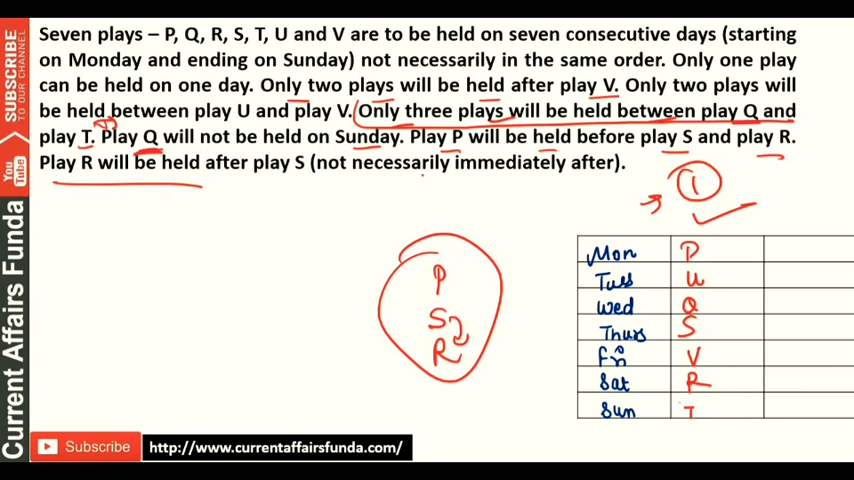 SUBSCRIBE
TO OUR CHANNEL
You Tube
Current Affairs Funda
Seven plays – P, Q, R, S, T, U and V are to be held on seven consecutive days (starting
on Monday and ending on Sunday) not necessarily in the same order. Only one play
can be held on one day. Only two plays will be held after play V. Only two plays will
be held between play U and play V. Only three plays will be held between play Q and
play T. Play Q will not be held on Sunday. Play P will be held before play S and play R.
Play R will be held after play S (not necessarily immediately after).
1
P
S
R
Mon P
Tues U
Wed Q
Thurs S
Fri V
Sat R
Sun T
Subscribe http://www.currentaffairsfunda.com/